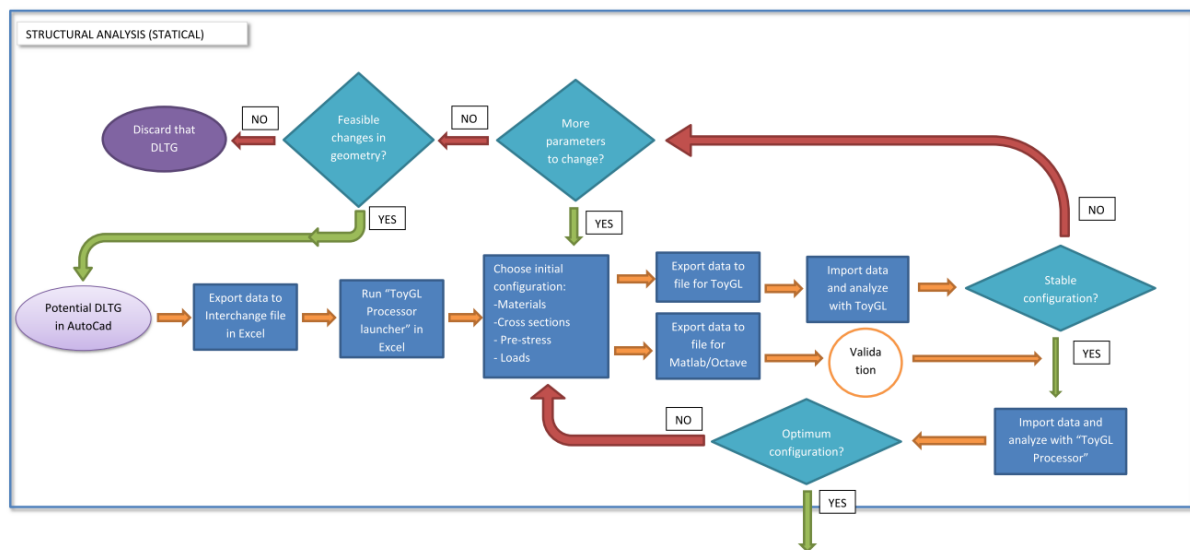 STRUCTURAL ANALYSIS (STATICAL)
Discard that
DLTG
NO
Feasible
changes in
geometry?
NO
More
parameters
to change?
YES
YES
NO
Potential DLTG
in AutoCad
Export data to
Interchange file
in Excel
Run “ToyGL
Processor
launcher” in
Excel
Choose initial
configuration:
-Materials
-Cross sections
- Pre-stress
- Loads
Export data to
file for ToyGL
Import data
and analyze
with ToyGL
Stable
configuration?
Export data to
file for
Matlab/Octave
Valida
tion
YES
NO
Optimum
configuration?
Import data and
analyze with “ToyGL
Processor”
YES